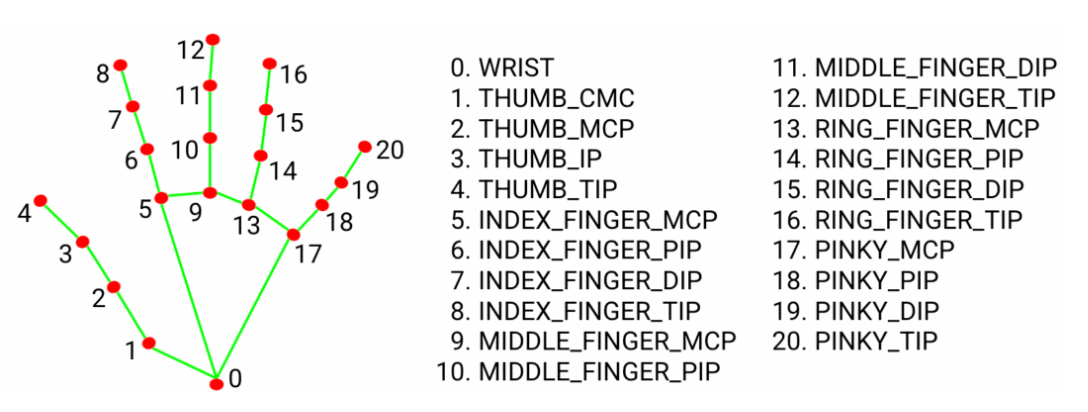 12
8
16
11
7
15
10
6
14
20
19
5
9
13
18
4
17
3
2
1
0
0. WRIST
1. THUMB_CMC
2. THUMB_MCP
3. THUMB_IP
4. THUMB_TIP
5. INDEX_FINGER_MCP
6. INDEX_FINGER_PIP
7. INDEX_FINGER_DIP
8. INDEX_FINGER_TIP
9. MIDDLE_FINGER_MCP
10. MIDDLE_FINGER_PIP
11. MIDDLE_FINGER_DIP
12. MIDDLE_FINGER_TIP
13. RING_FINGER_MCP
14. RING_FINGER_PIP
15. RING_FINGER_DIP
16. RING_FINGER_TIP
17. PINKY_MCP
18. PINKY_PIP
19. PINKY_DIP
20. PINKY_TIP